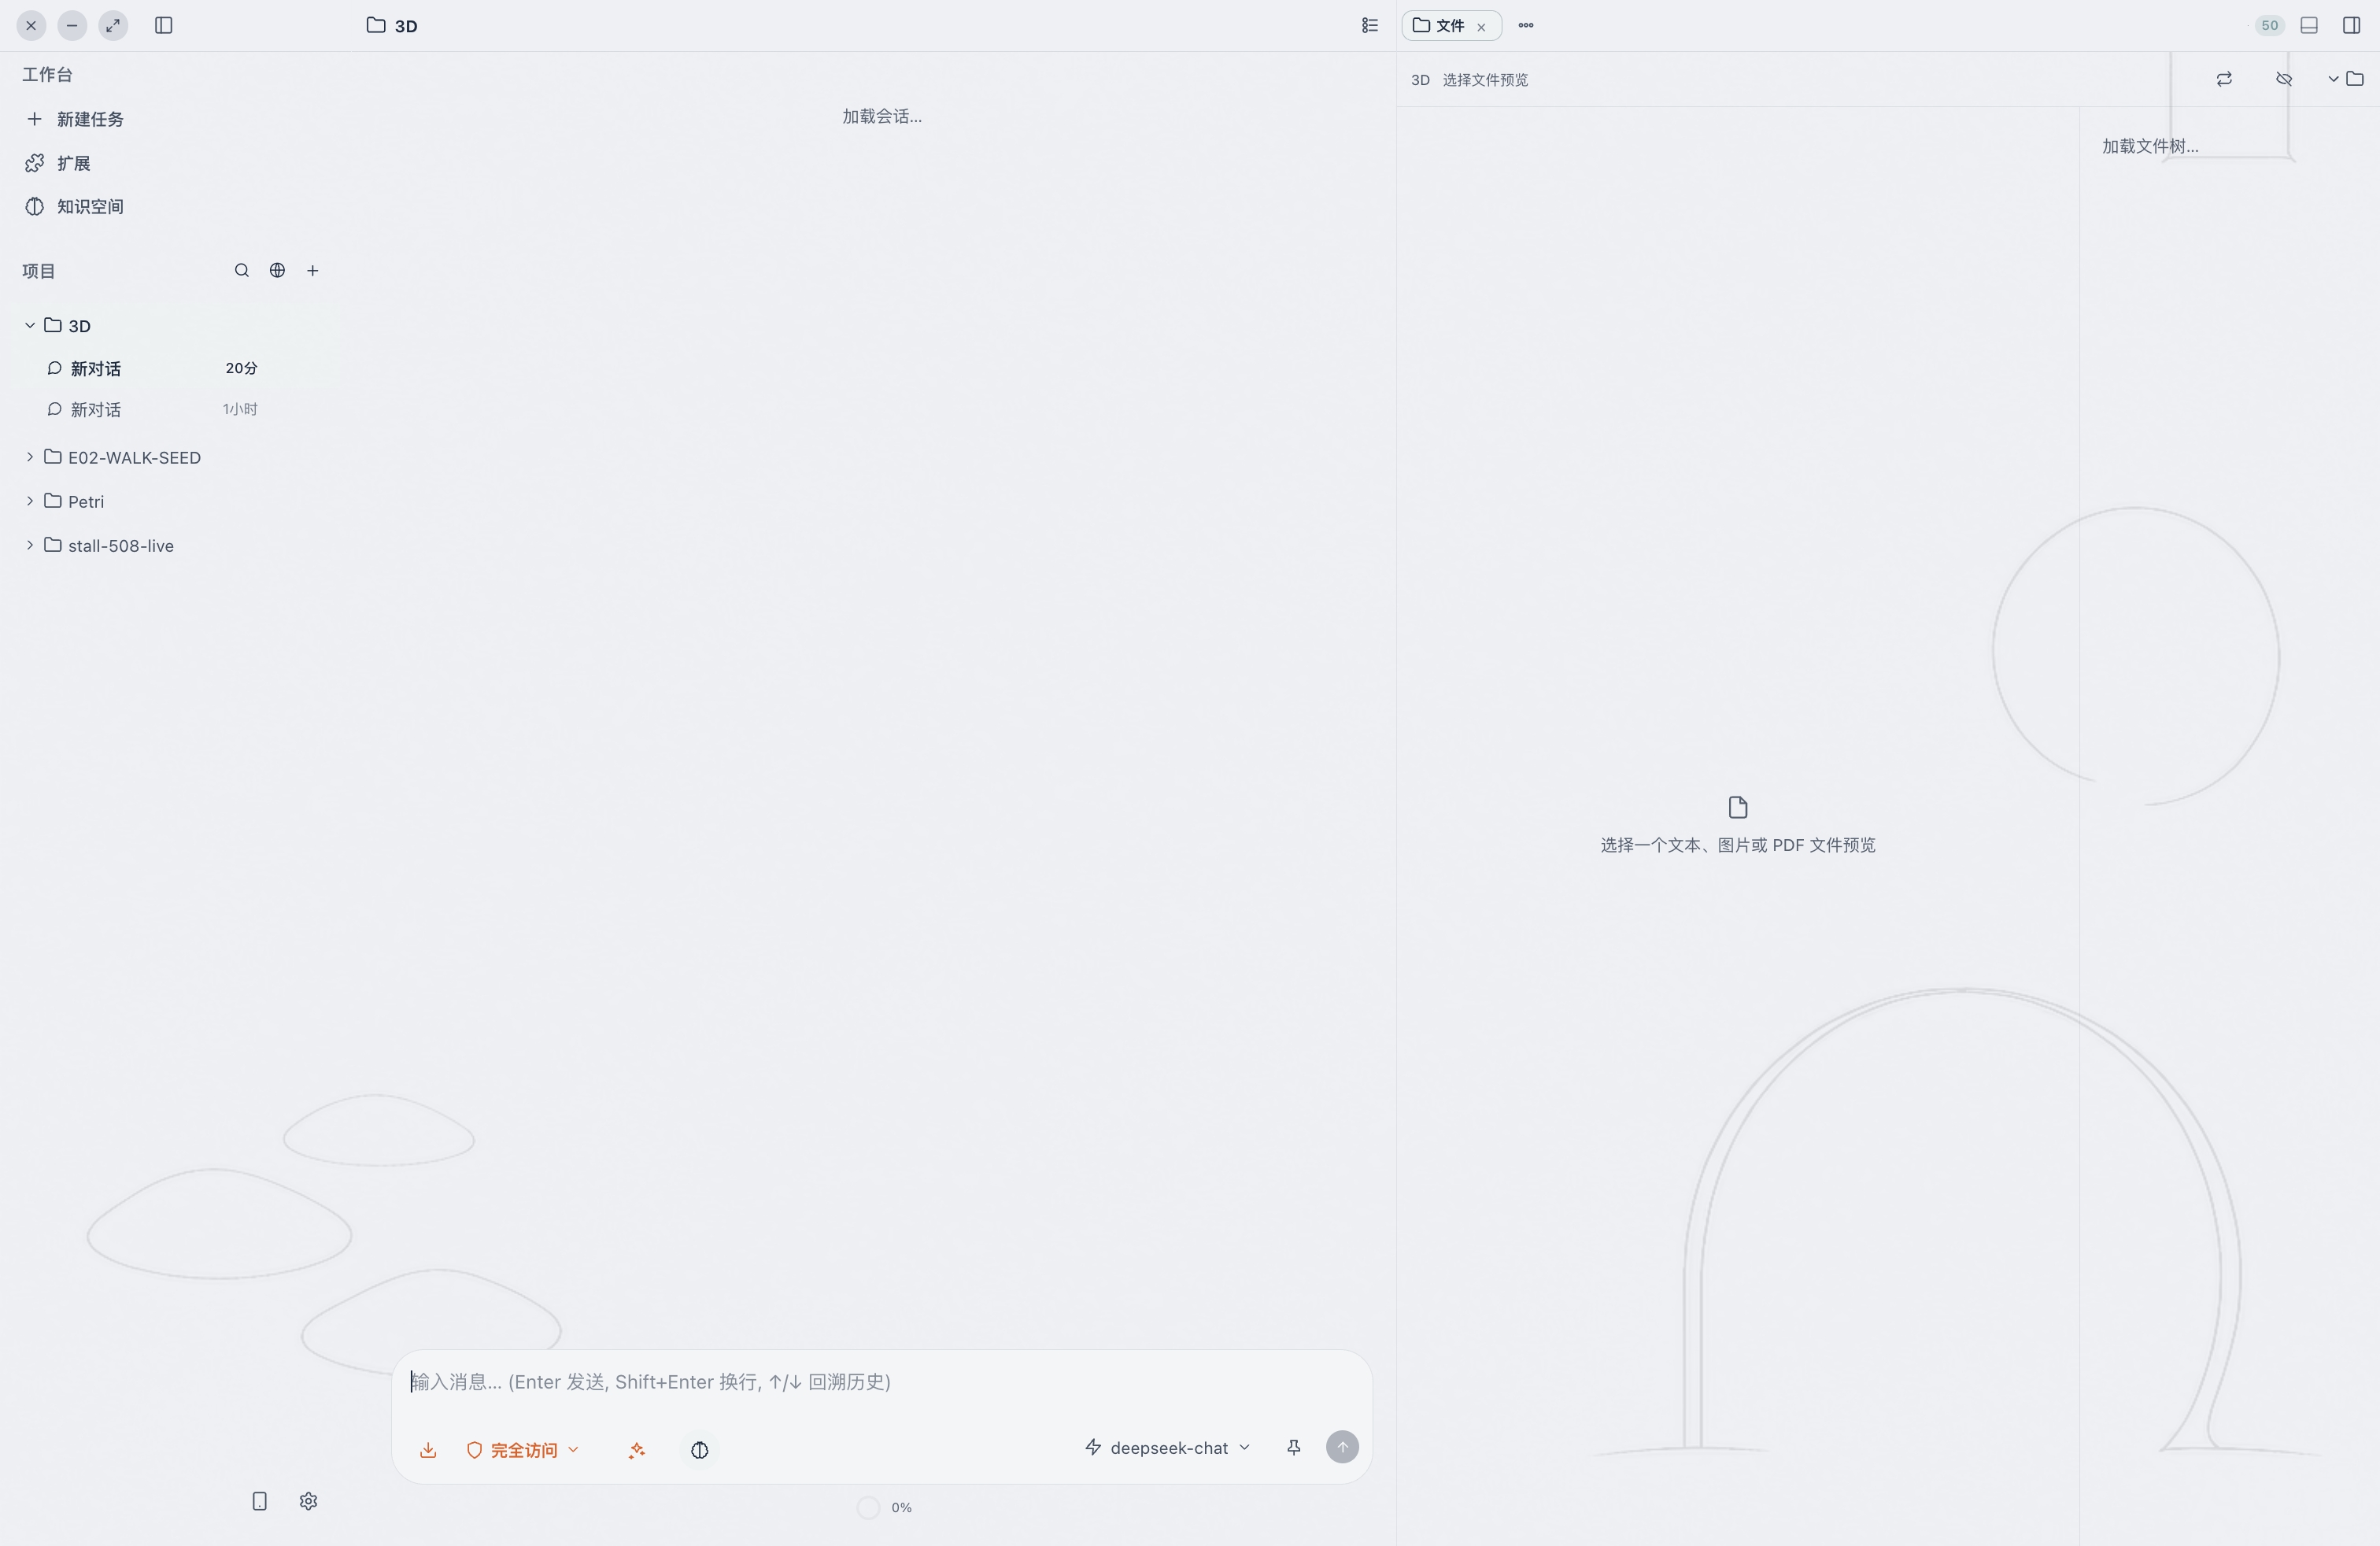 3D
文件
50
工作台
新建任务
扩展
知识空间
项目
3D
新对话 20分
新对话 1小时
E02-WALK-SEED
Petri
stall-508-live
加载会话...
输入消息... (Enter 发送, Shift+Enter 换行, ↑/↓ 回溯历史)
完全访问
deepseek-chat
0%
3D 选择文件预览
加载文件树...
选择一个文本、图片或 PDF 文件预览